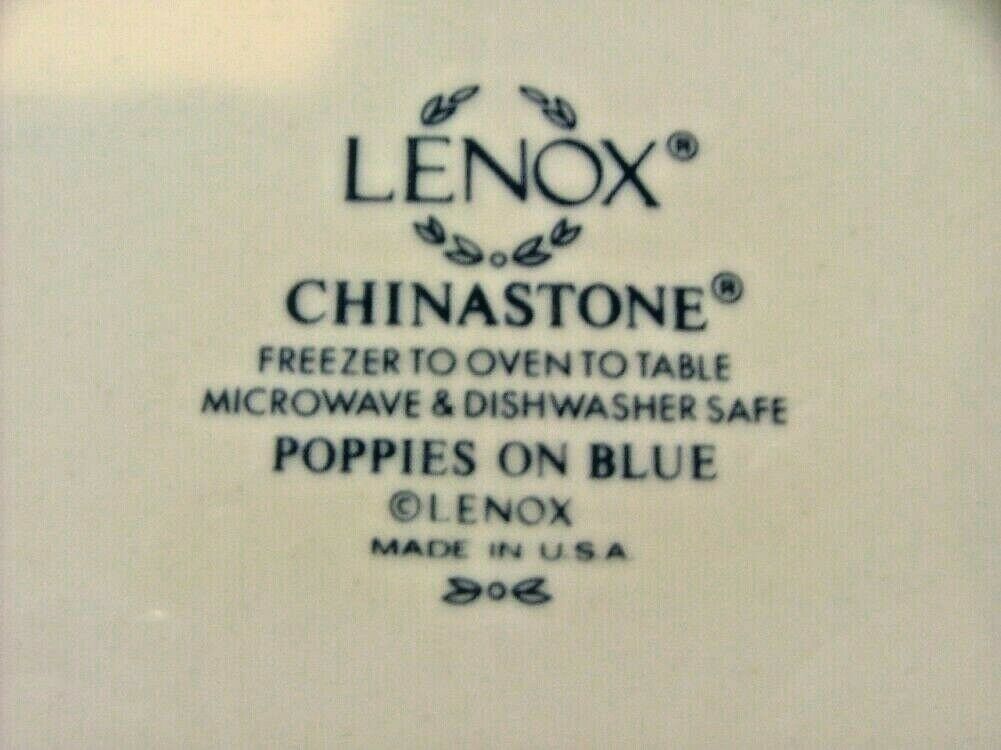 LENOX®
CHINASTONE®
FREEZER TO OVEN TO TABLE
MICROWAVE & DISHWASHER SAFE
POPPIES ON BLUE
©LENOX
MADE IN U.S.A.